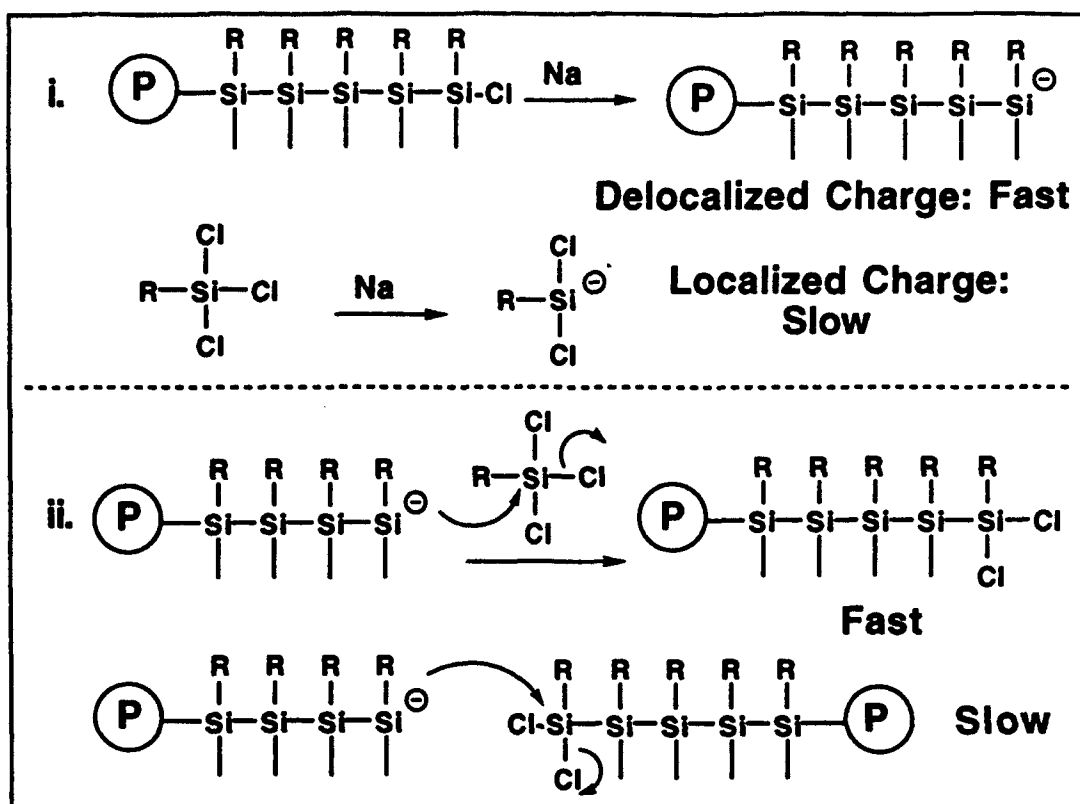 R R R R R R R R R R
i. P—Si—Si—Si—Si—Si-Cl Na P—Si—Si—Si—Si—Si⊖
Delocalized Charge: Fast
Cl Cl
R—Si—Cl Na R—Si⊖ Localized Charge:
Slow
Cl Cl
Cl
R R R R R R R R R
ii. P—Si—Si—Si—Si⊖ R—Si—Cl P—Si—Si—Si—Si—Si—Cl
Cl Cl
Fast
R R R R R R R R R
P—Si—Si—Si—Si⊖ Cl-Si—Si—Si—Si—Si—P Slow
Cl